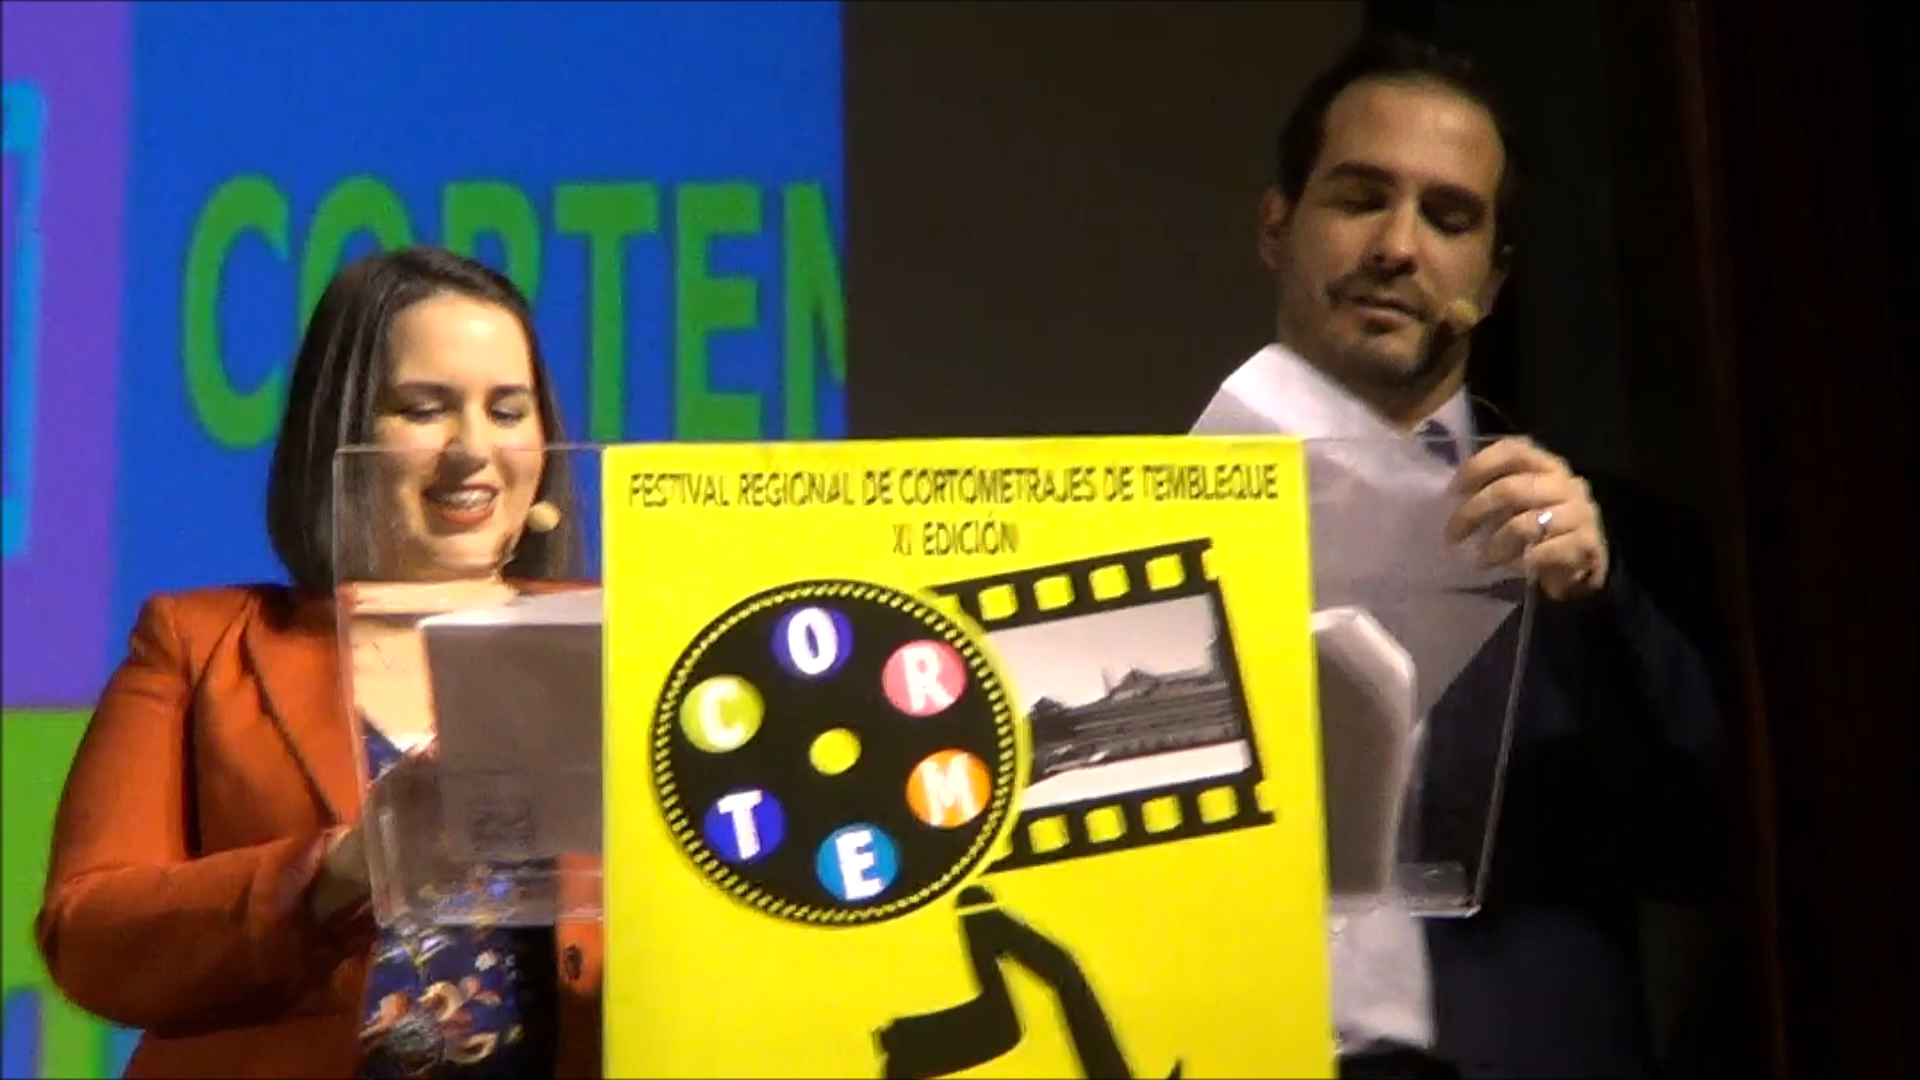 CORTEM
FESTIVAL REGIONAL DE CORTOMETRAJES DE TEMBLEQUE
XI EDICIÓN
CORTEM